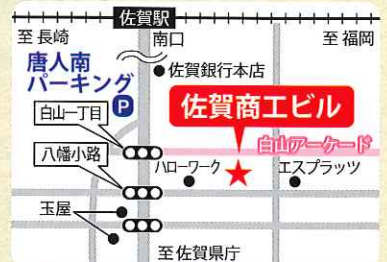 佐賀駅
至長崎
南口
至福岡
唐人南
パーキング
P
佐賀銀行本店
佐賀商工ビル
白山一丁目
白山アーケード
八幡小路
ハローワーク
エスプラッツ
玉屋
至佐賀県庁